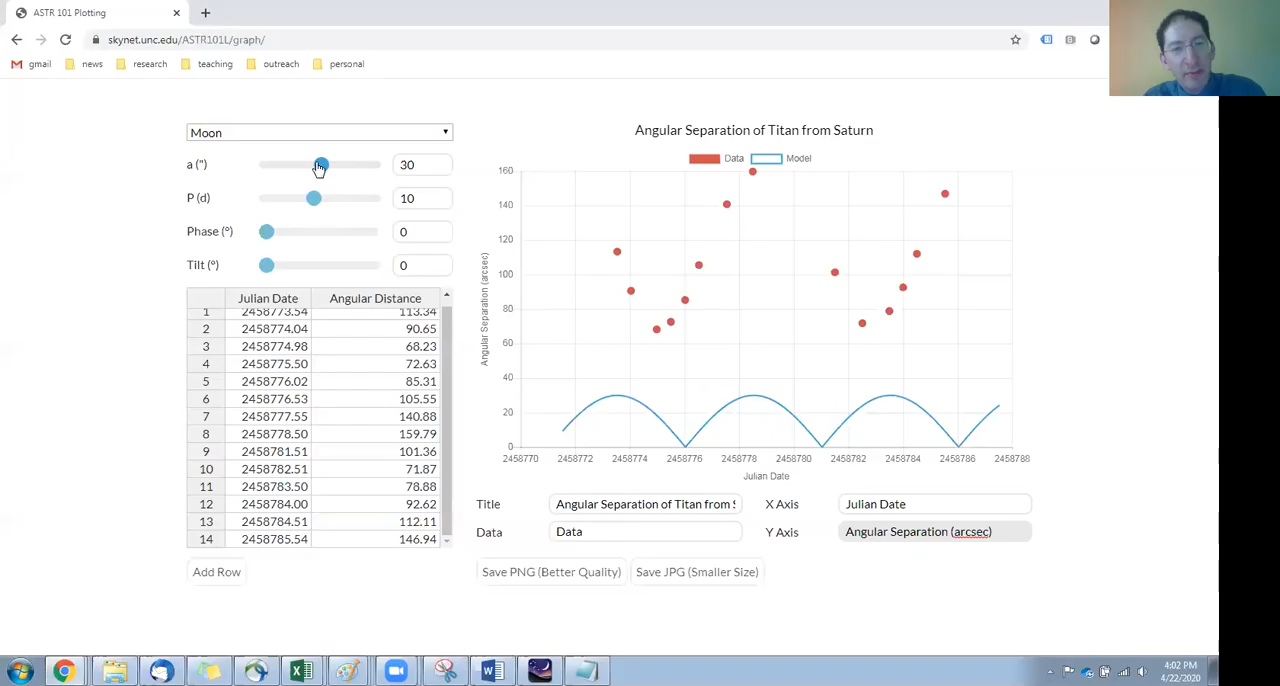 ASTR 101 Plotting
skynet.unc.edu/ASTR101L/graph/
gmail news research teaching outreach personal
Moon
a (") 30
P (d) 10
Phase (°) 0
Tilt (°) 0
Julian Date Angular Distance
1 2458773.54 113.34
2 2458774.04 90.65
3 2458774.98 68.23
4 2458775.50 72.63
5 2458776.02 85.31
6 2458776.53 105.55
7 2458777.55 140.88
8 2458778.50 159.79
9 2458781.51 101.36
10 2458782.51 71.87
11 2458783.50 78.88
12 2458784.00 92.62
13 2458784.51 112.11
14 2458785.54 146.94
Add Row
Angular Separation of Titan from Saturn
Data Model
160
140
120
100
80
60
40
20
0
Angular Separation (arcsec)
2458770 2458772 2458774 2458776 2458778 2458780 2458782 2458784 2458786 2458788
Julian Date
Title Angular Separation of Titan from S X Axis Julian Date
Data Data Y Axis Angular Separation (arcsec)
Save PNG (Better Quality) Save JPG (Smaller Size)
4:02 PM
4/22/2020